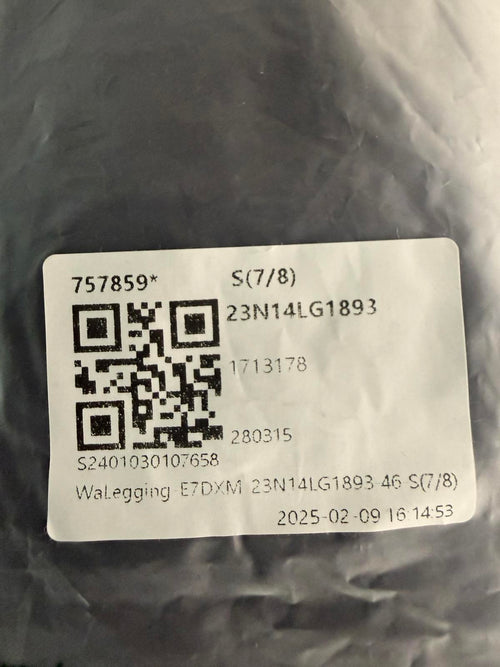 757859* S(7/8)
23N14LG1893
1713178
280315
S2401030107658
WaLegging-E7DXM-23N14LG1893-46-S(7/8)
2025-02-09 16:14:53